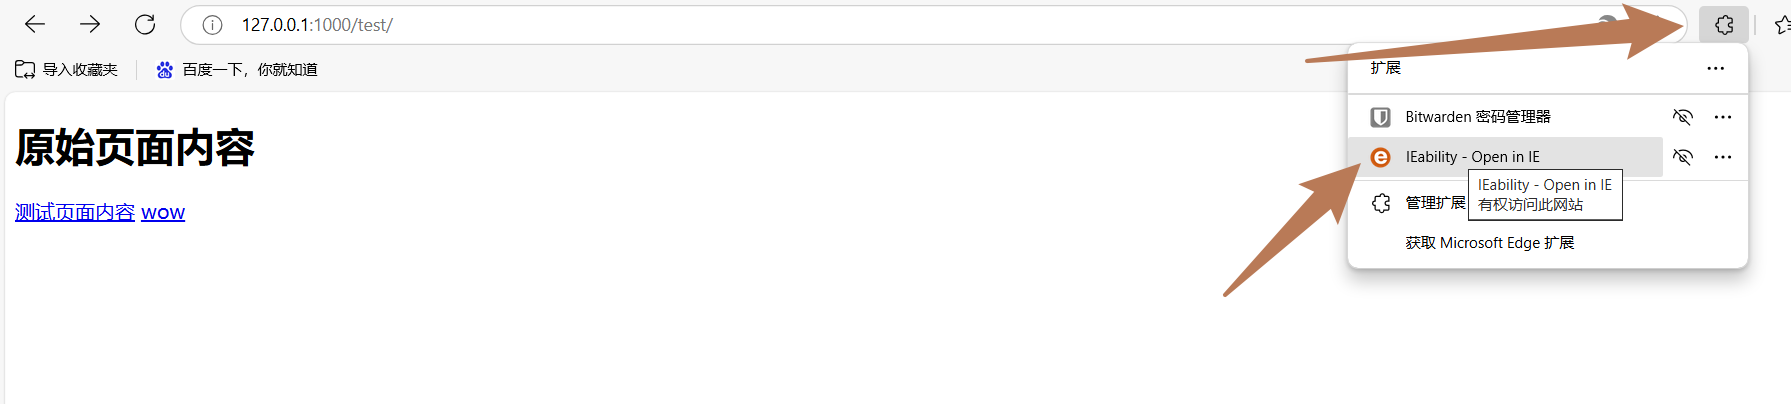 127.0.0.1:1000/test/
导入收藏夹
百度一下，你就知道
原始页面内容
测试页面内容 wow
扩展
Bitwarden 密码管理器
IEability - Open in IE
IEability - Open in IE
有权访问此网站
管理扩展
获取 Microsoft Edge 扩展